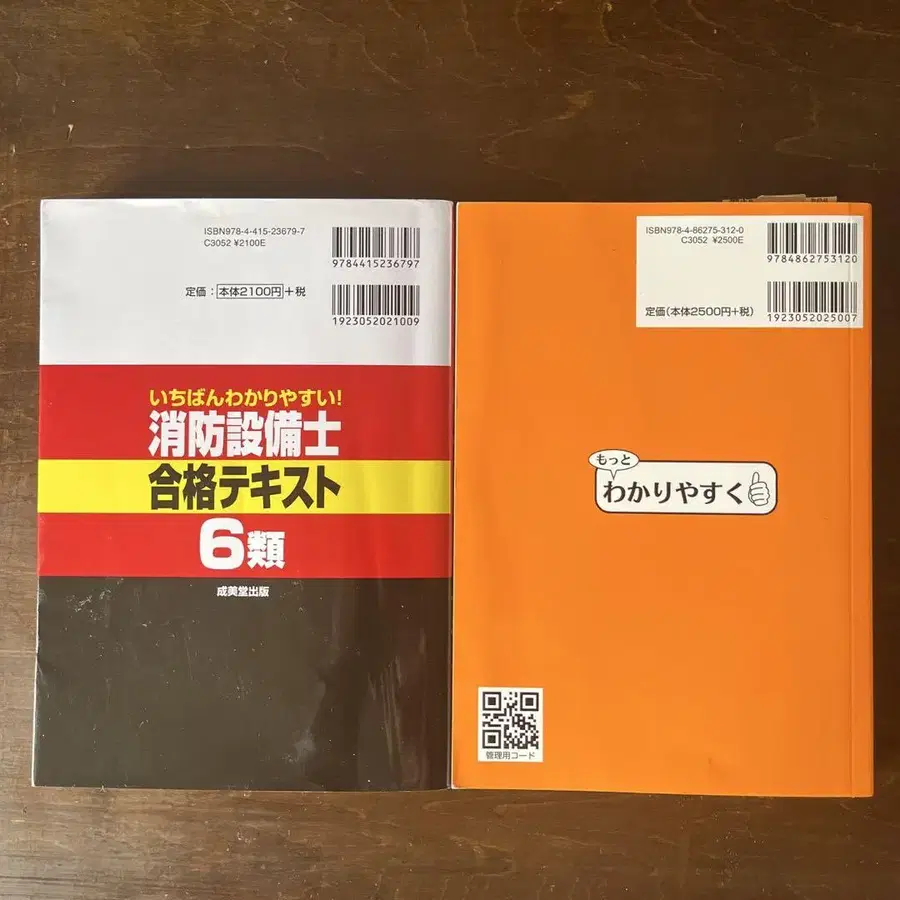 ISBN978-4-415-23679-7
C3052 ¥2100E
9784415236797
定価：本体2100円＋税
1923052021009
いちばんわかりやすい!
消防設備士
合格テキスト
6類
成美堂出版
ISBN978-4-86275-312-0
C3052 ¥2500E
9784862753120
定価(本体2500円＋税)
1923052025007
もっと
わかりやすく
管理用コード